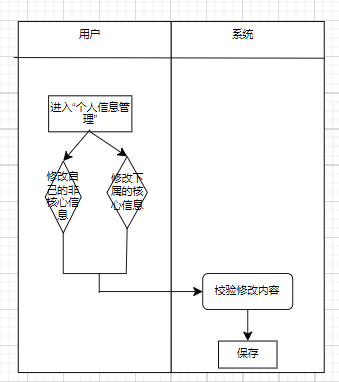 用户
系统
进入“个人信息管
理”
修改自
己的非
核心信
息
修改下
属的核
心信息
校验修改内容
保存